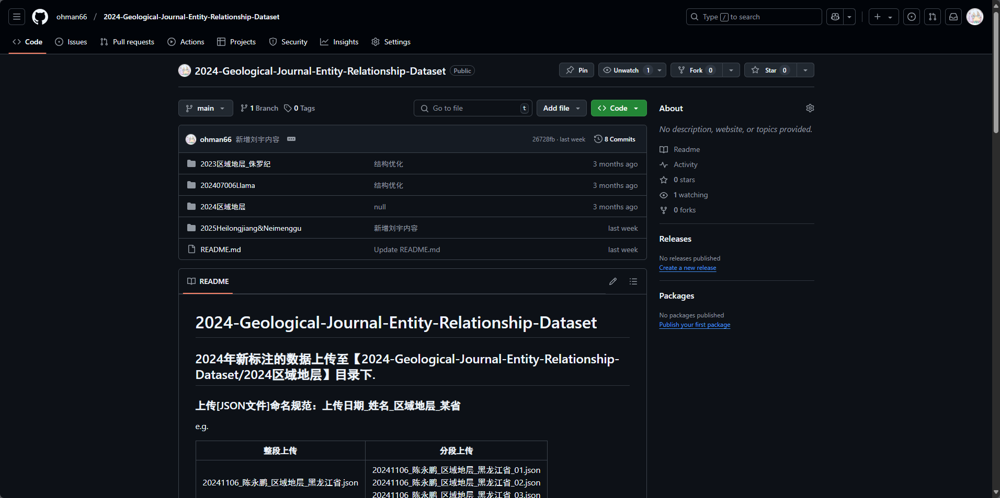 ohman66 / 2024-Geological-Journal-Entity-Relationship-Dataset
Type / to search
Code
Issues
Pull requests
Actions
Projects
Security
Insights
Settings
2024-Geological-Journal-Entity-Relationship-Dataset Public
Pin
Unwatch 1
Fork 0
Star 0
main
1 Branch
0 Tags
Go to file t
Add file
Code
ohman66 新增刘宇内容 26728fb · last week 8 Commits
2023区域地层_侏罗纪 结构优化 3 months ago
202407006Llama 结构优化 3 months ago
2024区域地层 null 3 months ago
2025Heilongjiang&Neimenggu 新增刘宇内容 last week
README.md Update README.md last week
README
2024-Geological-Journal-Entity-Relationship-Dataset
2024年新标注的数据上传至【2024-Geological-Journal-Entity-Relationship-
Dataset/2024区域地层】目录下.
上传[JSON文件]命名规范：上传日期_姓名_区域地层_某省
e.g.
整段上传 分段上传
20241106_陈永鹏_区域地层_黑龙江省.json
20241106_陈永鹏_区域地层_黑龙江省_01.json
20241106_陈永鹏_区域地层_黑龙江省_02.json
20241106_陈永鹏_区域地层_黑龙江省_03.json
About
No description, website, or topics provided.
Readme
Activity
0 stars
1 watching
0 forks
Releases
No releases published
Create a new release
Packages
No packages published
Publish your first package